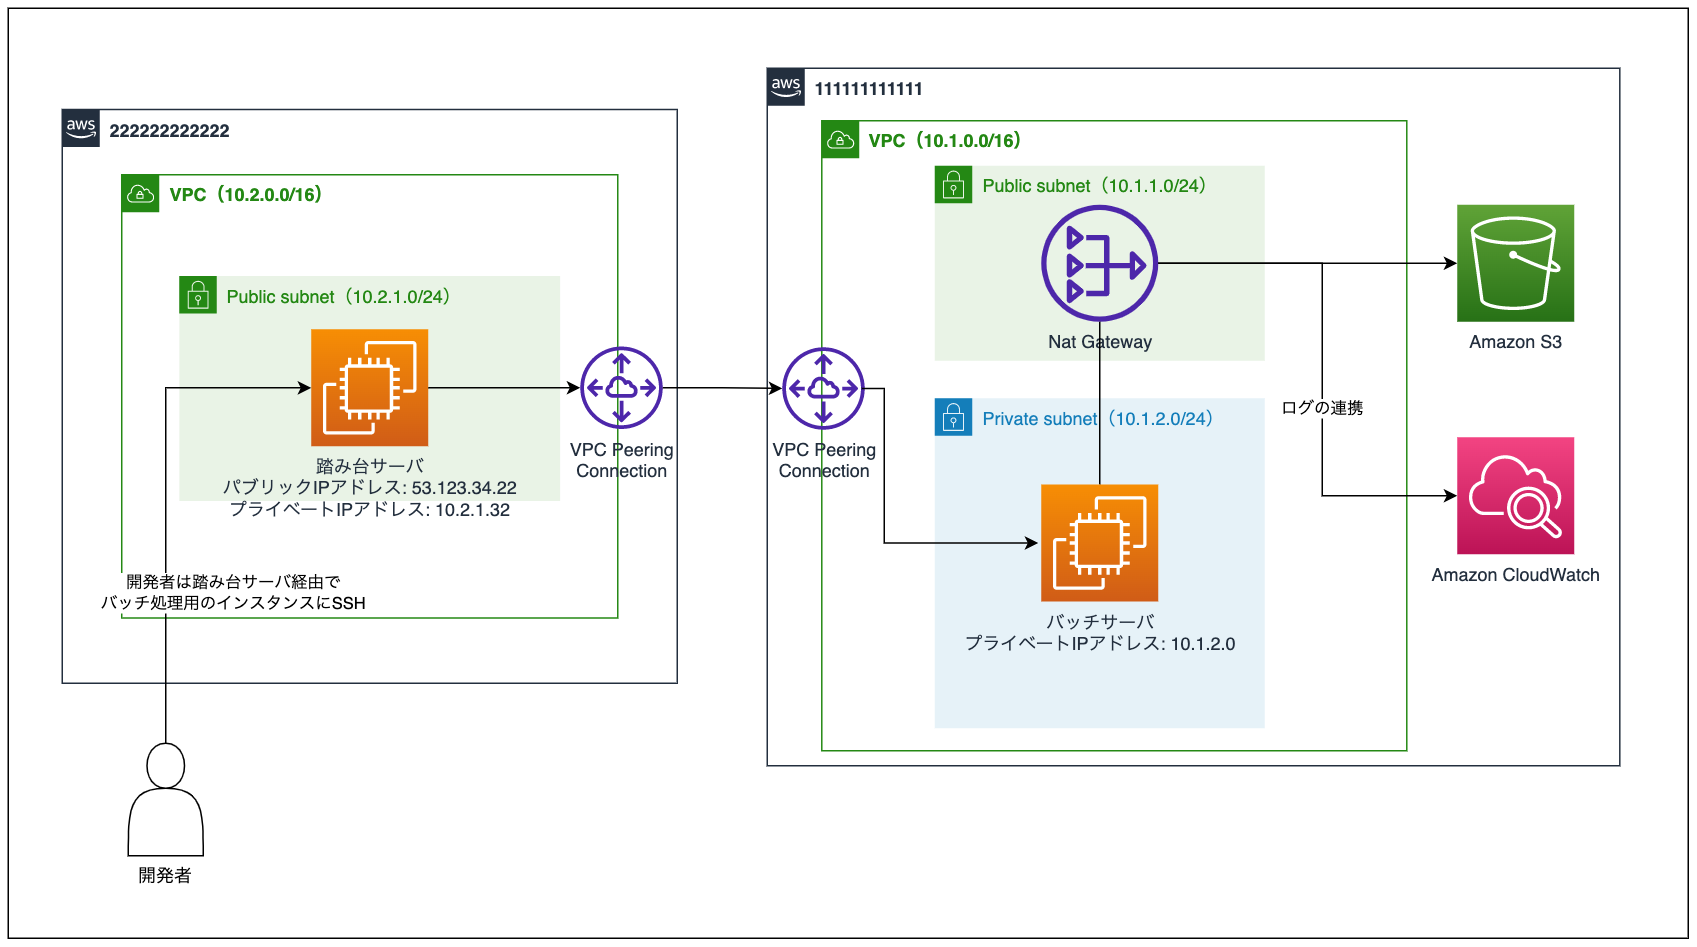 aws
111111111111
aws
222222222222
VPC（10.1.0.0/16）
VPC（10.2.0.0/16）
Public subnet（10.1.1.0/24）
Nat Gateway
Amazon S3
Public subnet（10.2.1.0/24）
踏み台サーバ
パブリックIPアドレス: 53.123.34.22
プライベートIPアドレス: 10.2.1.32
VPC Peering
Connection
VPC Peering
Connection
Private subnet（10.1.2.0/24）
ログの連携
バッチサーバ
プライベートIPアドレス: 10.1.2.0
Amazon CloudWatch
開発者は踏み台サーバ経由で
バッチ処理用のインスタンスにSSH
開発者